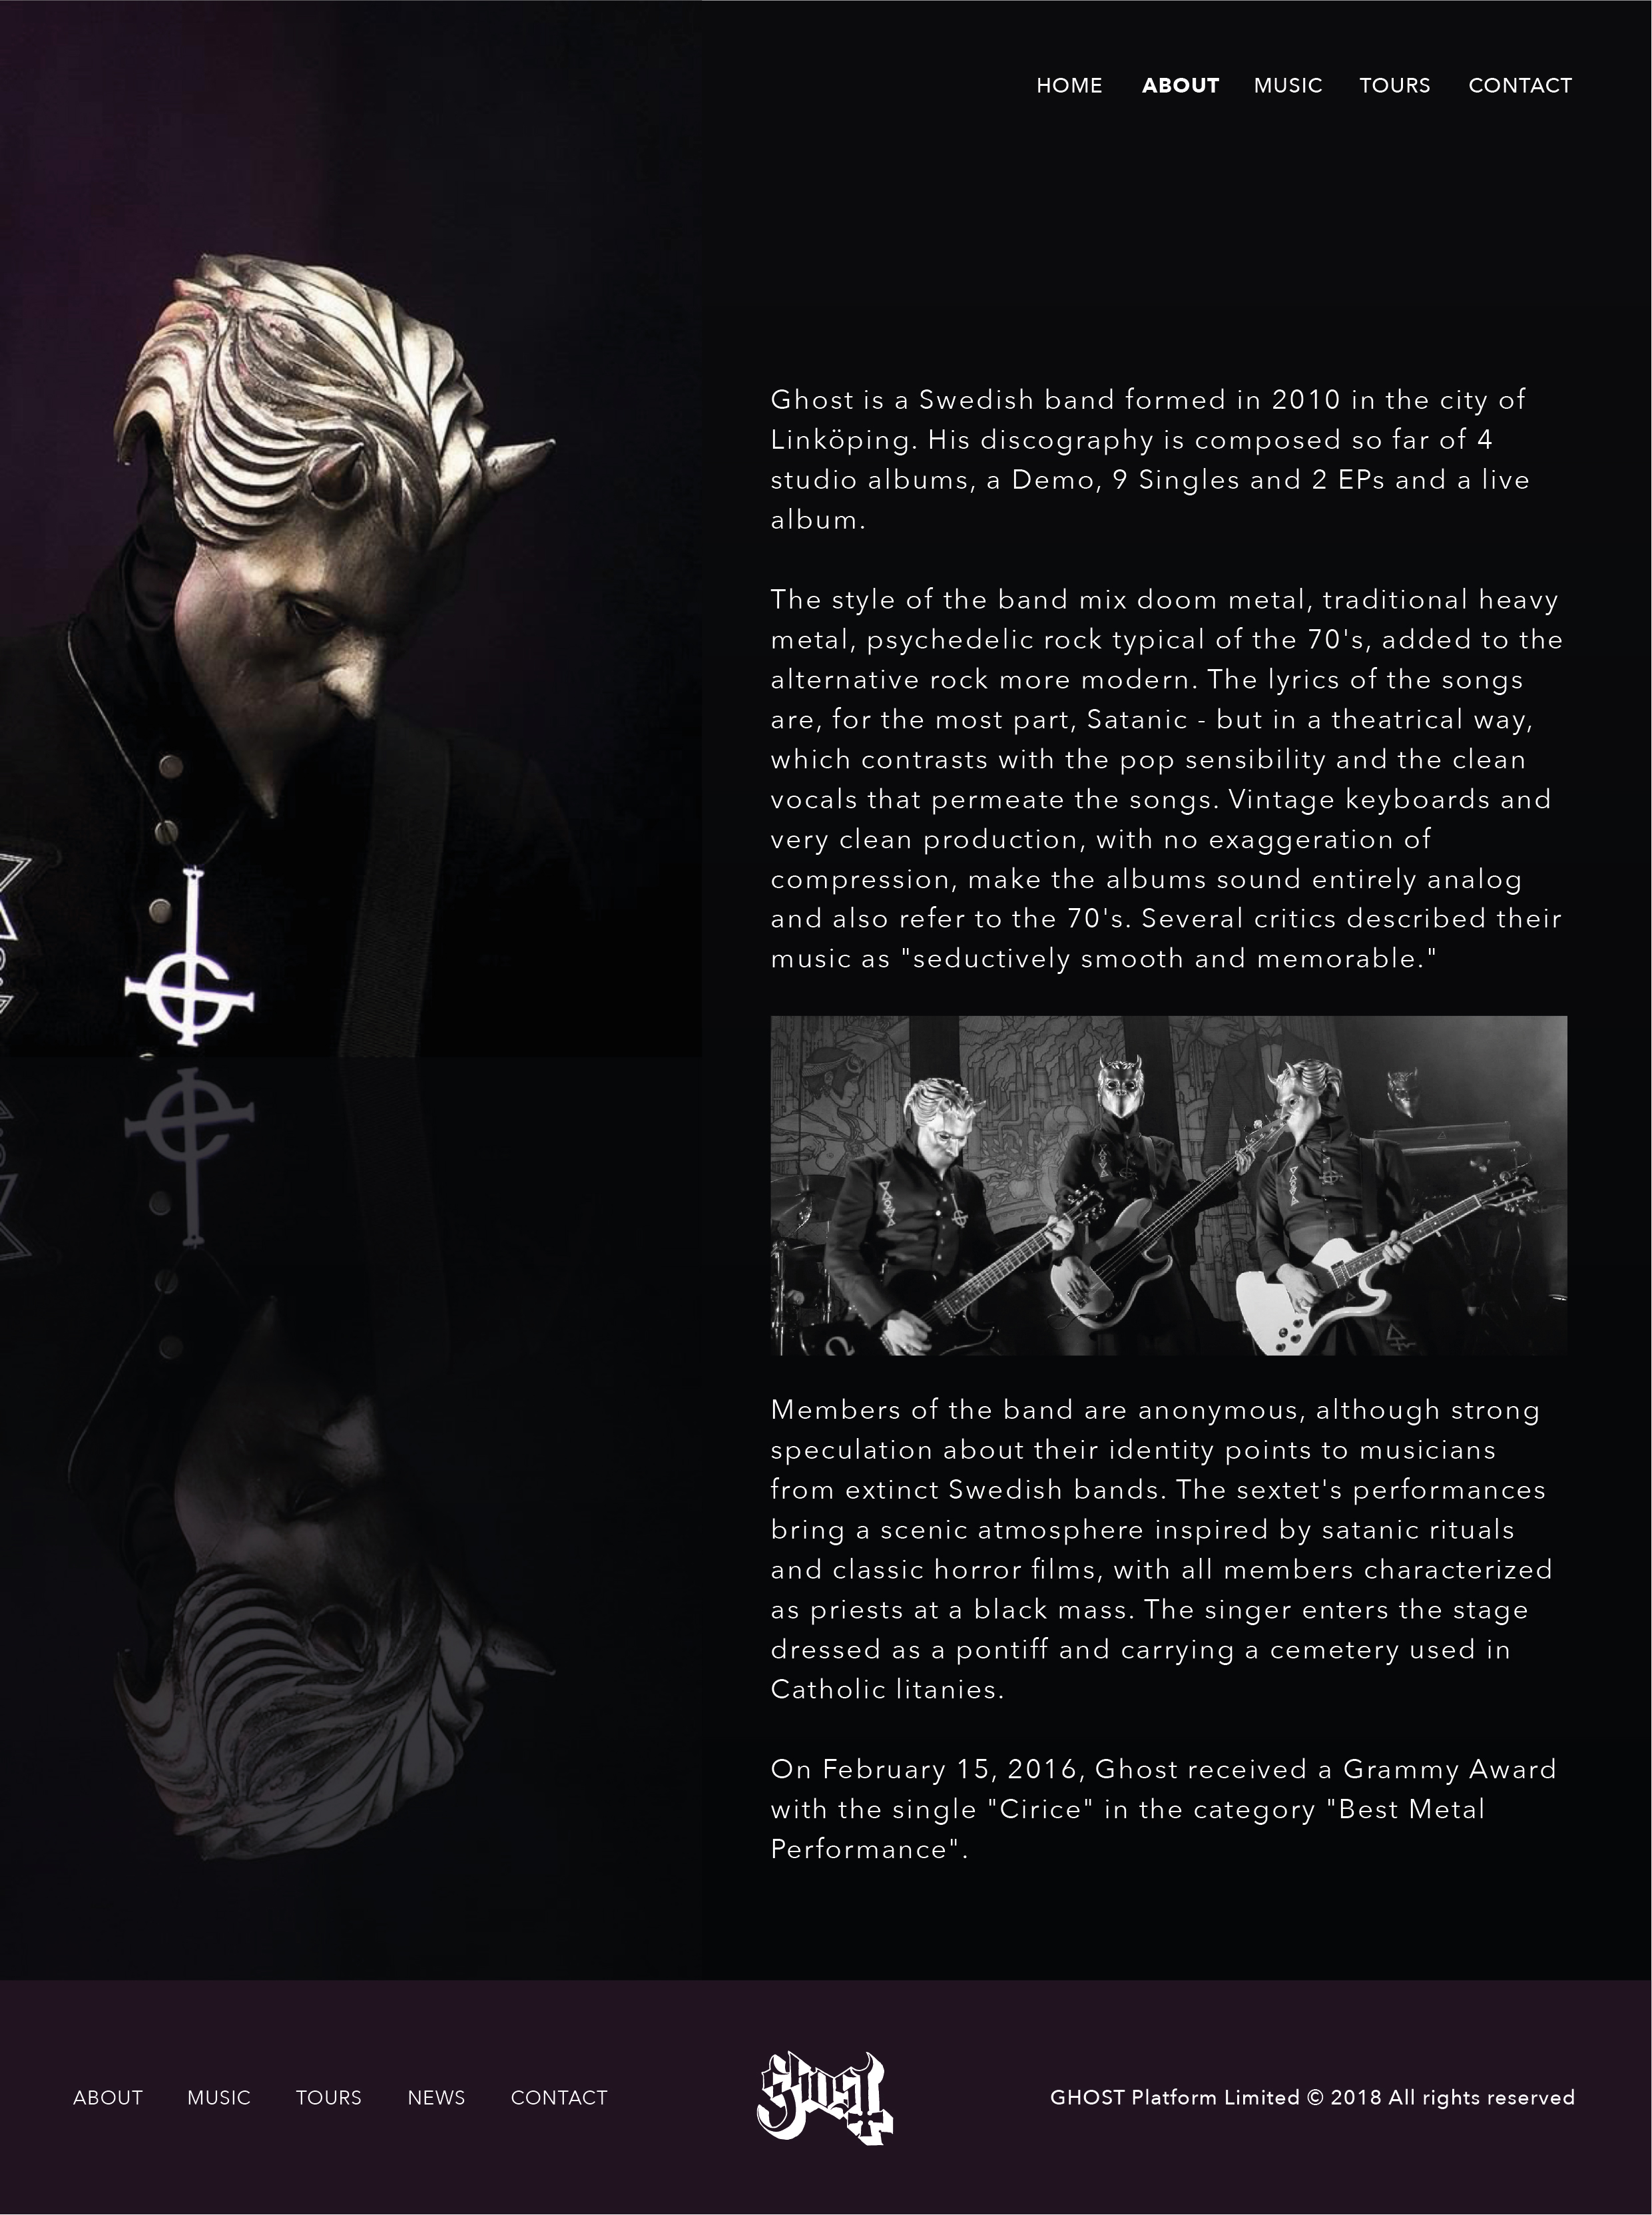 HOME ABOUT MUSIC TOURS CONTACT
Ghost is a Swedish band formed in 2010 in the city of
Linköping. His discography is composed so far of 4
studio albums, a Demo, 9 Singles and 2 EPs and a live
album.
The style of the band mix doom metal, traditional heavy
metal, psychedelic rock typical of the 70's, added to the
alternative rock more modern. The lyrics of the songs
are, for the most part, Satanic - but in a theatrical way,
which contrasts with the pop sensibility and the clean
vocals that permeate the songs. Vintage keyboards and
very clean production, with no exaggeration of
compression, make the albums sound entirely analog
and also refer to the 70's. Several critics described their
music as "seductively smooth and memorable."
Members of the band are anonymous, although strong
speculation about their identity points to musicians
from extinct Swedish bands. The sextet's performances
bring a scenic atmosphere inspired by satanic rituals
and classic horror films, with all members characterized
as priests at a black mass. The singer enters the stage
dressed as a pontiff and carrying a cemetery used in
Catholic litanies.
On February 15, 2016, Ghost received a Grammy Award
with the single "Cirice" in the category "Best Metal
Performance".
ABOUT MUSIC TOURS NEWS CONTACT
Ghost
GHOST Platform Limited © 2018 All rights reserved